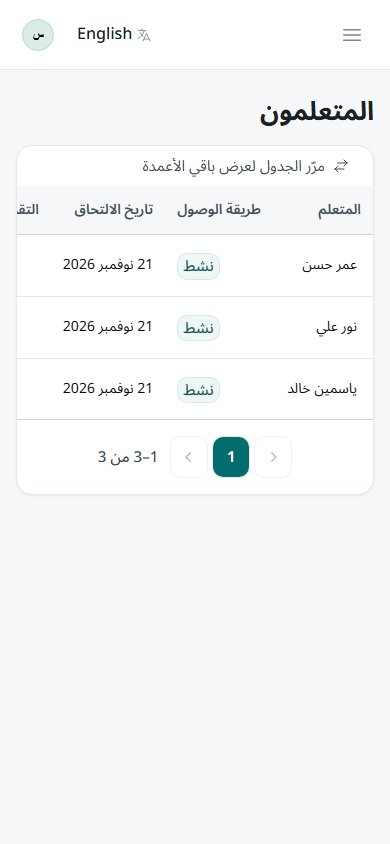 English
س
المتعلمون
مرّر الجدول لعرض باقي الأعمدة
المتعلم طريقة الوصول تاريخ الالتحاق
عمر حسن نشط 21 نوفمبر 2026
نور علي نشط 21 نوفمبر 2026
ياسمين خالد نشط 21 نوفمبر 2026
1 1–3 من 3